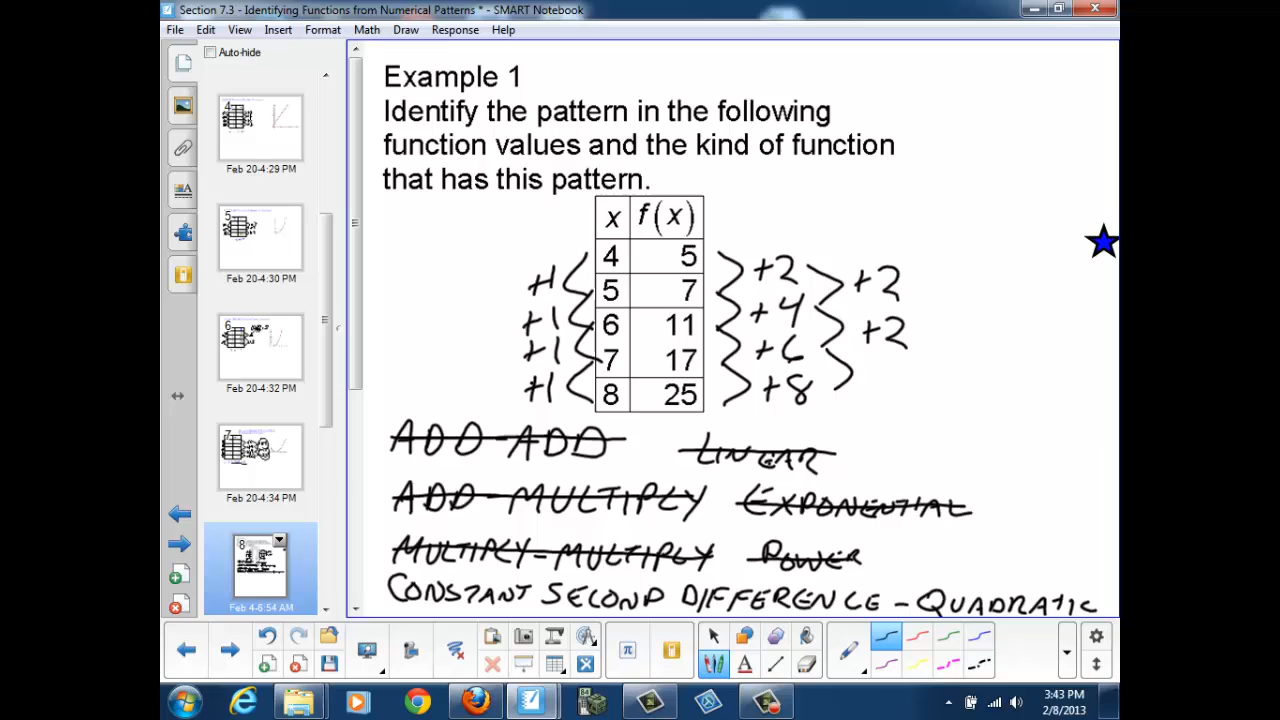 Section 7.3 - Identifying Functions from Numerical Patterns * - SMART Notebook
File Edit View Insert Format Math Draw Response Help
Auto-hide
4
Feb 20-4:29 PM
5
Feb 20-4:30 PM
6
Feb 20-4:32 PM
7
Feb 20-4:34 PM
8
Feb 4-6:54 AM
Example 1
Identify the pattern in the following
function values and the kind of function
that has this pattern.
x f(x)
4 5
5 7
6 11
7 17
8 25
+1
+1
+1
+1
+2
+4
+6
+8
+2
+2
ADD-ADD LINEAR
ADD-MULTIPLY EXPONENTIAL
MULTIPLY-MULTIPLY POWER
CONSTANT SECOND DIFFERENCE - QUADRATIC
π
A
3:43 PM
2/8/2013